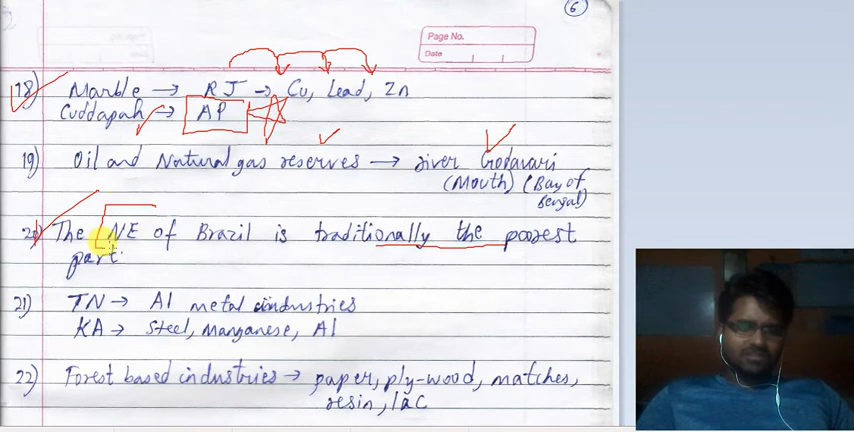 6
Page No.
Date
18) Marble → RJ → Cu, Lead, Zn
Cuddapah → AP
19) Oil and Natural gas reserves → river Godavari
(Mouth) (Bay of
Bengal)
20) The NE of Brazil is traditionally the poorest
part.
21) TN → Al metal industries
KA → Steel, Manganese, Al
22) Forest based industries → paper, ply-wood, matches,
resin, lac